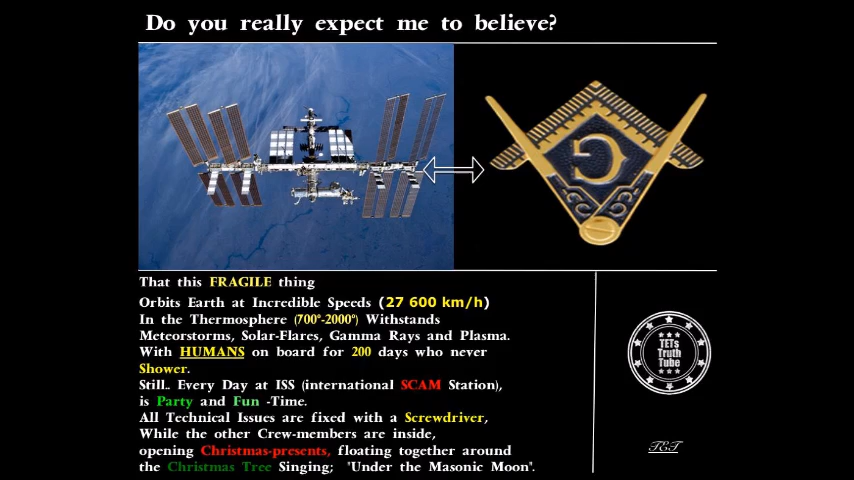 Do you really expect me to believe?
That this FRAGILE thing
Orbits Earth at Incredible Speeds (27 600 km/h)
In the Thermosphere (700°-2000°) Withstands
Meteorstorms, Solar-Flares, Gamma Rays and Plasma.
With HUMANS on board for 200 days who never
Shower.
Still.. Every Day at ISS (international SCAM Station),
is Party and Fun -Time.
All Technical Issues are fixed with a Screwdriver,
While the other Crew-members are inside,
opening Christmas-presents, floating together around
the Christmas Tree Singing; "Under the Masonic Moon".
TETs
Truth
Tube
TET